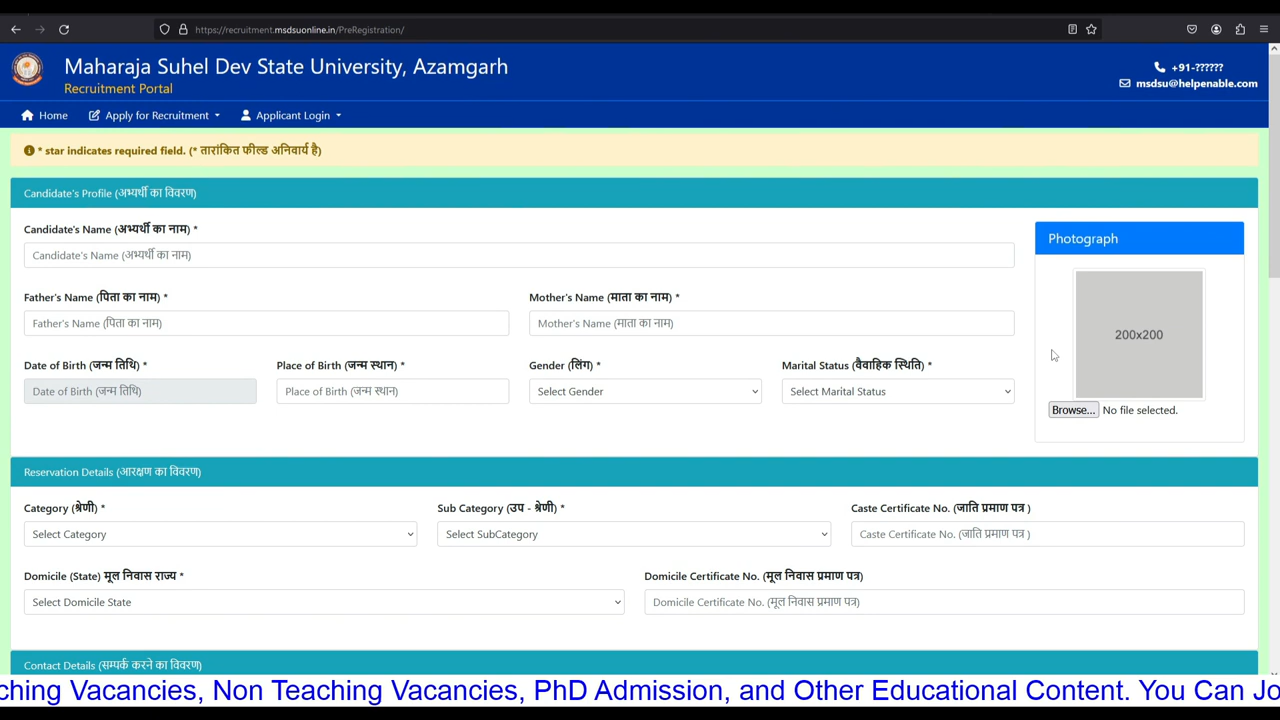 https://recruitment.msdsuonline.in/PreRegistration/
Maharaja Suhel Dev State University, Azamgarh
Recruitment Portal
+91-??????
msdsu@helpenable.com
Home
Apply for Recruitment
Applicant Login
* star indicates required field. (* तारांकित फील्ड अनिवार्य है)
Candidate's Profile (अभ्यर्थी का विवरण)
Candidate's Name (अभ्यर्थी का नाम) *
Candidate's Name (अभ्यर्थी का नाम)
Photograph
200x200
Browse... No file selected.
Father's Name (पिता का नाम) *
Mother's Name (माता का नाम) *
Father's Name (पिता का नाम)
Mother's Name (माता का नाम)
Date of Birth (जन्म तिथि) *
Place of Birth (जन्म स्थान) *
Gender (लिंग) *
Marital Status (वैवाहिक स्थिति) *
Date of Birth (जन्म तिथि)
Place of Birth (जन्म स्थान)
Select Gender
Select Marital Status
Reservation Details (आरक्षण का विवरण)
Category (श्रेणी) *
Sub Category (उप - श्रेणी) *
Caste Certificate No. (जाति प्रमाण पत्र )
Select Category
Select SubCategory
Caste Certificate No. (जाति प्रमाण पत्र )
Domicile (State) मूल निवास राज्य *
Domicile Certificate No. (मूल निवास प्रमाण पत्र)
Select Domicile State
Domicile Certificate No. (मूल निवास प्रमाण पत्र)
Contact Details (सम्पर्क करने का विवरण)
ching Vacancies, Non Teaching Vacancies, PhD Admission, and Other Educational Content. You Can Jo